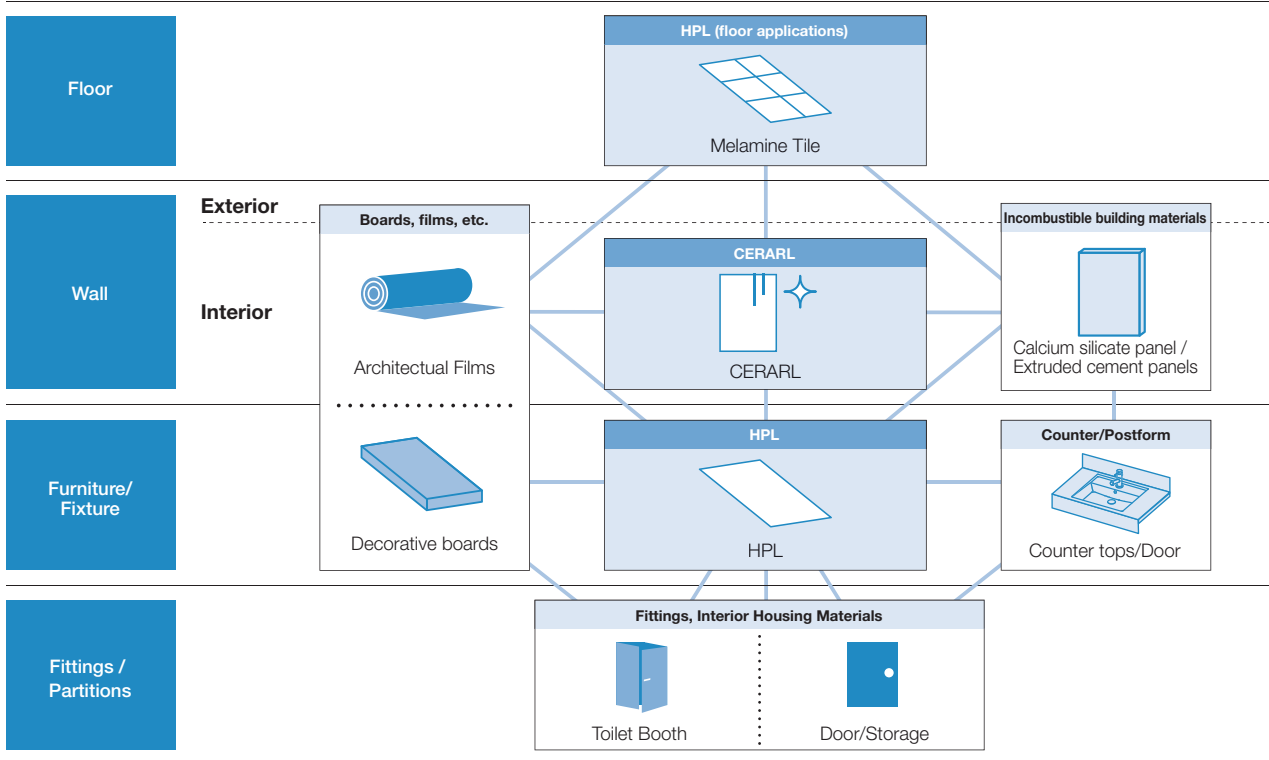 Floor
HPL (floor applications)
Melamine Tile
Wall
Exterior
Interior
Boards, films, etc.
Architectual Films
CERARL
CERARL
Incombustible building materials
Calcium silicate panel /
Extruded cement panels
Furniture/
Fixture
Decorative boards
HPL
HPL
Counter/Postform
Counter tops/Door
Fittings /
Partitions
Fittings, Interior Housing Materials
Toilet Booth
Door/Storage